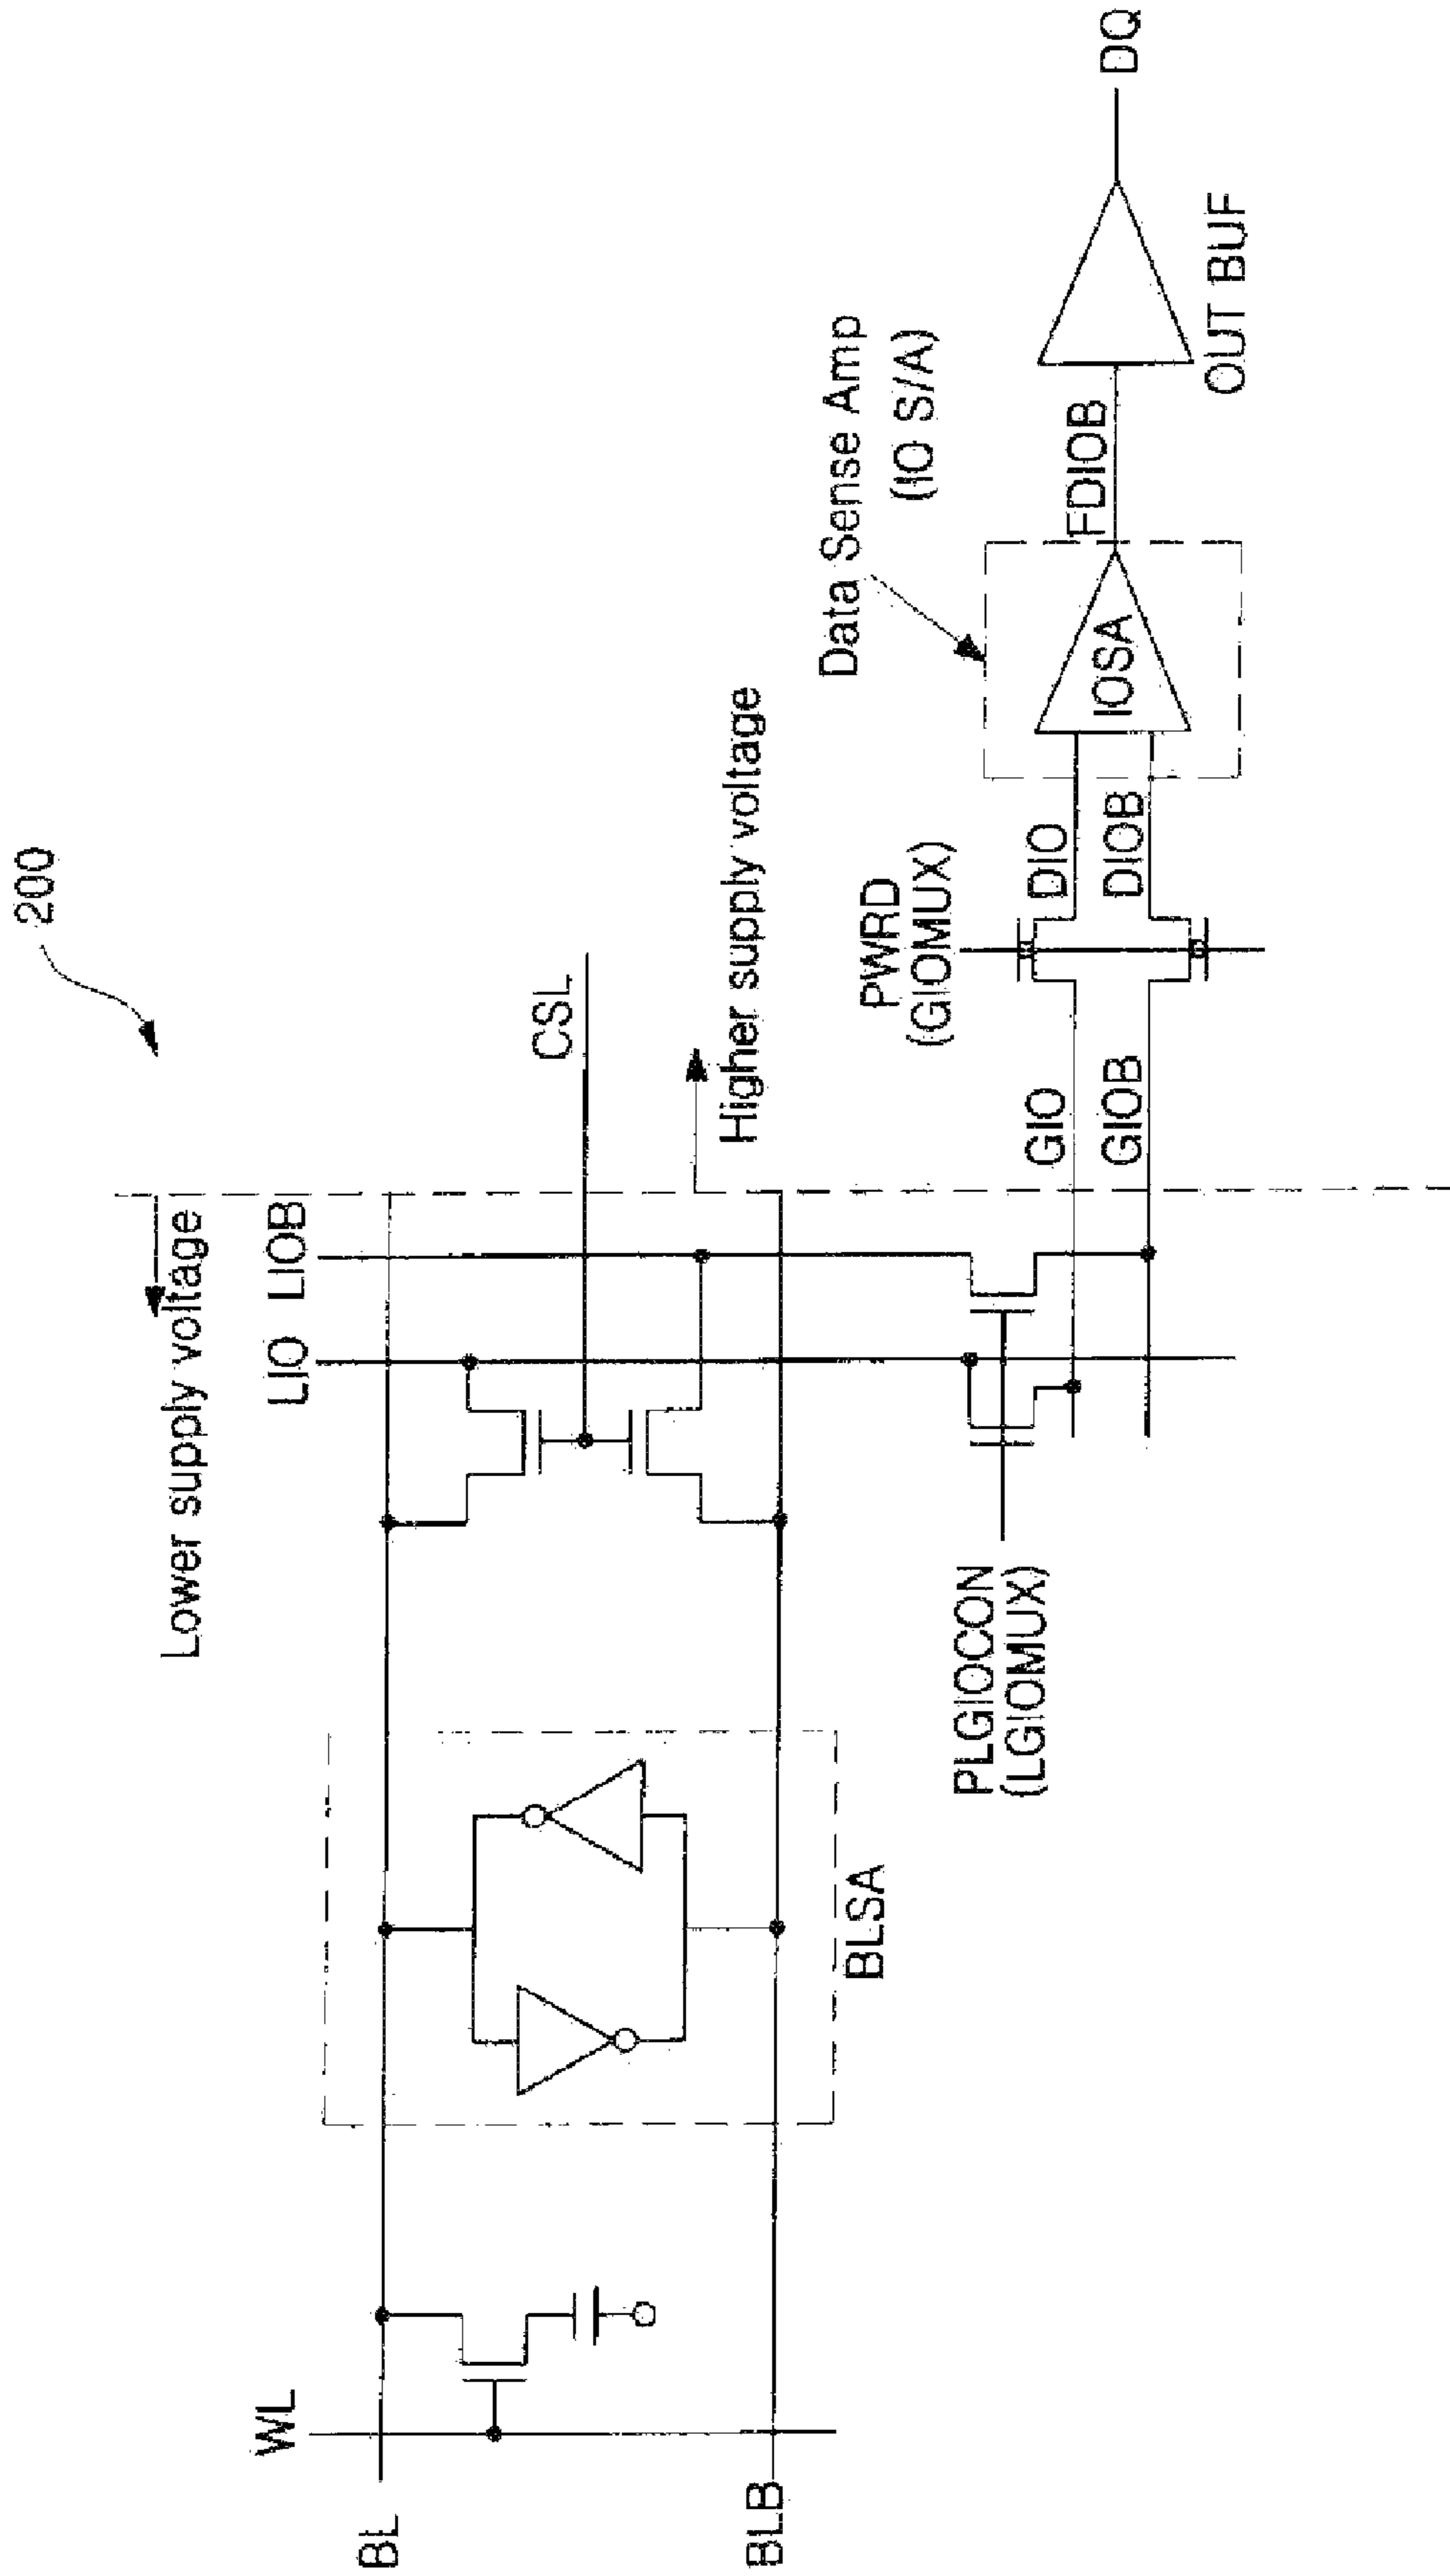 200
Lower supply voltage
Higher supply voltage
WL
BL
BLB
BLSA
LIO
LIOB
CSL
PLGIOCON
(LGIOMUX)
GIO
GIOB
PWRD
(GIOMUX)
DIO
DIOB
Data Sense Amp
(IO S/A)
IOSA
FDIOB
OUT BUF
DQ